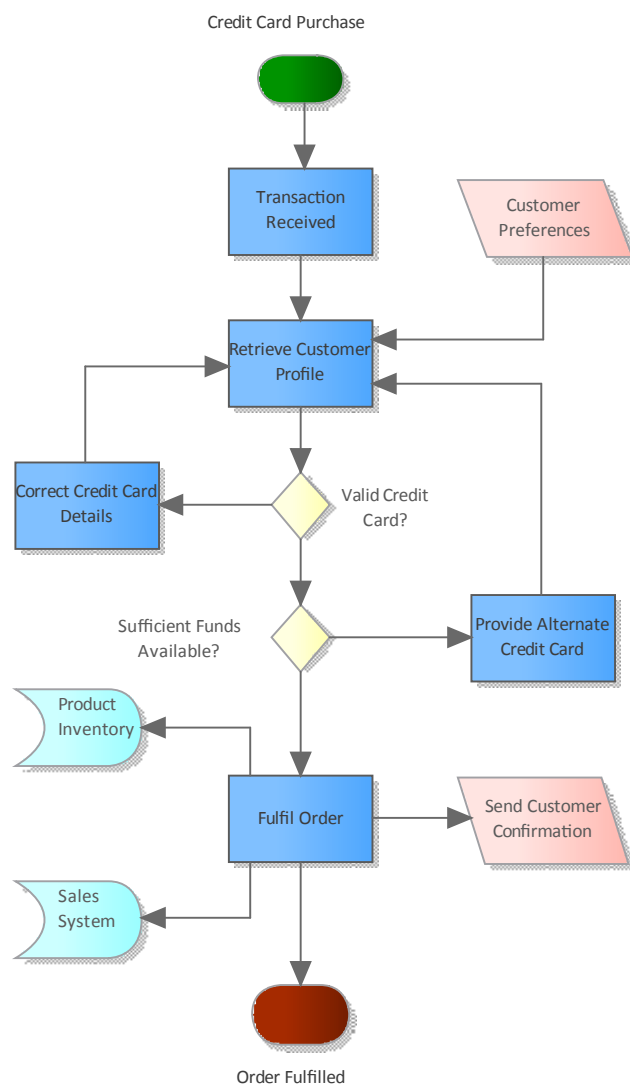 Credit Card Purchase
Transaction
Received
Customer
Preferences
Retrieve Customer
Profile
Correct Credit Card
Details
Valid Credit
Card?
Sufficient Funds
Available?
Provide Alternate
Credit Card
Product
Inventory
Fulfil Order
Send Customer
Confirmation
Sales
System
Order Fulfilled